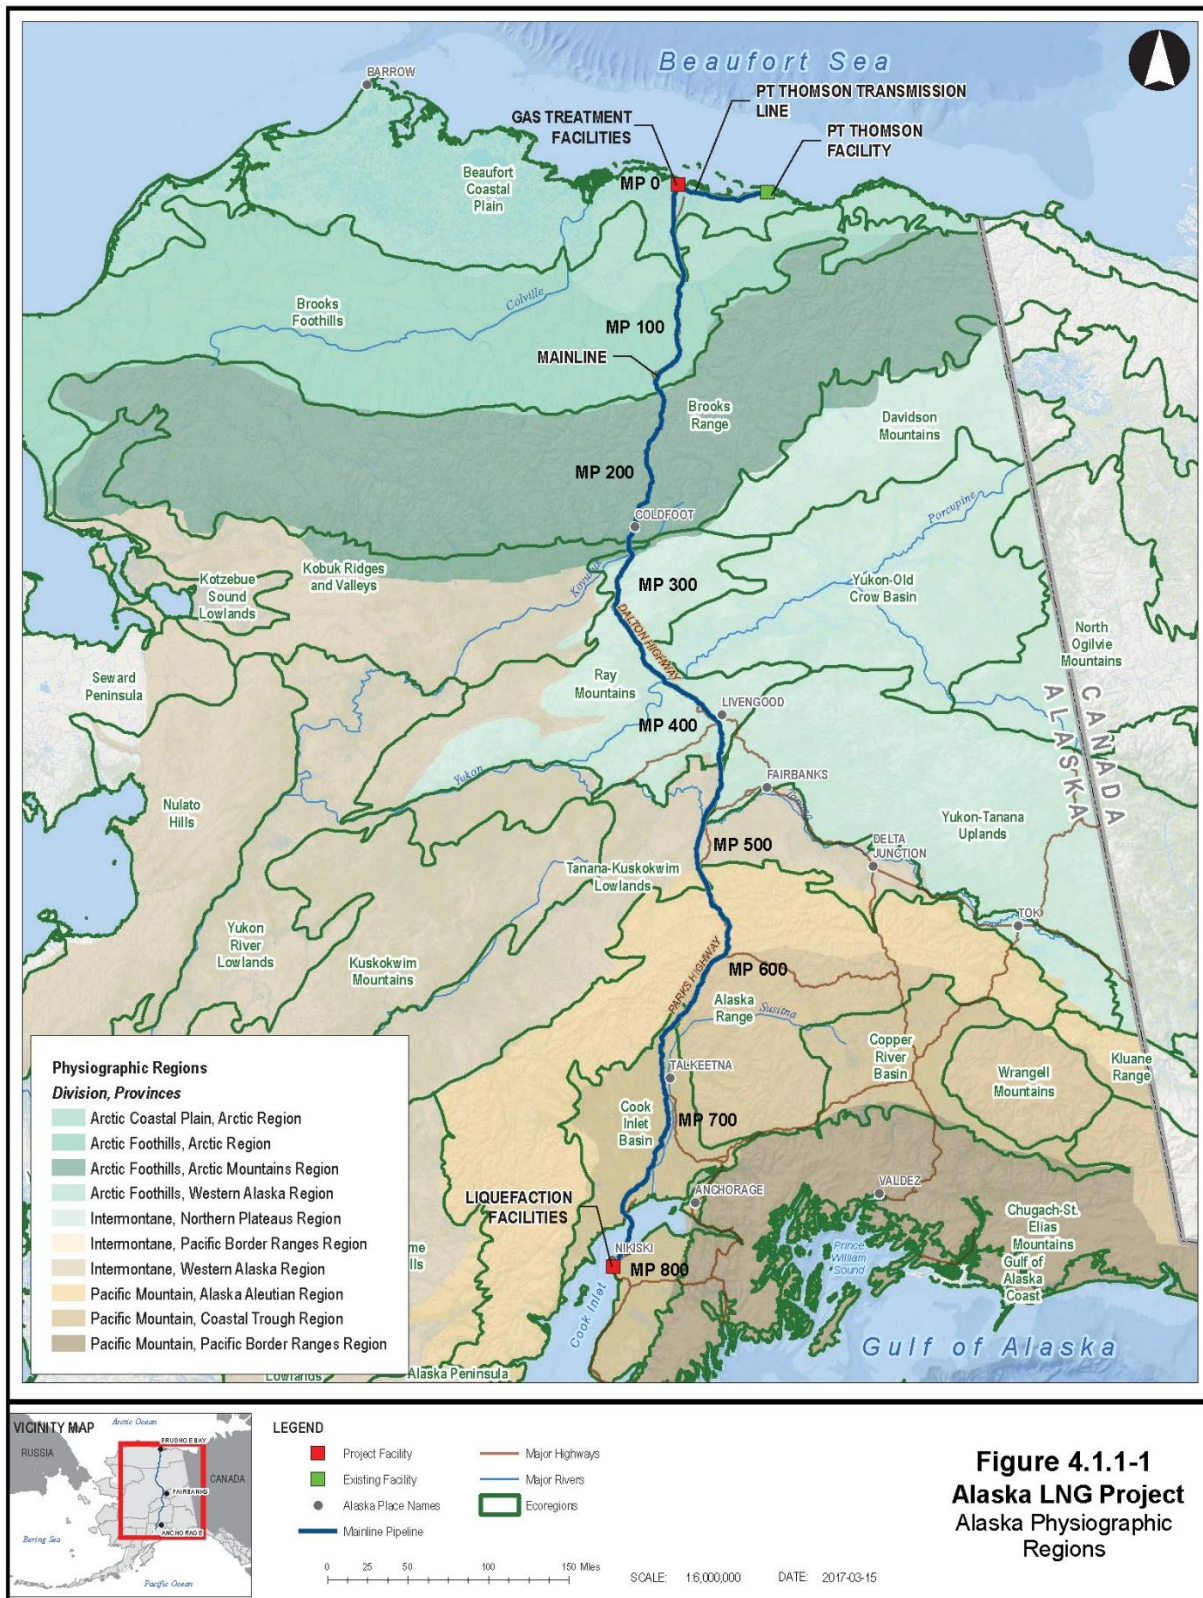 Beaufort Sea
BARROW
PT THOMSON TRANSMISSION
LINE
GAS TREATMENT
FACILITIES
PT THOMSON
FACILITY
MP 0
Beaufort
Coastal
Plain
Brooks
Foothills
Colville
MP 100
MAINLINE
Brooks
Range
Davidson
Mountains
MP 200
COLDFOOT
Porcupine
Kotzebue
Sound
Lowlands
Kobuk Ridges
and Valleys
Koyukuk
MP 300
Yukon-Old
Crow Basin
DALTON HIGHWAY
North
Ogilvie
Mountains
Seward
Peninsula
Ray
Mountains
LIVENGOOD
MP 400
CANADA
ALASKA
Yukon
FAIRBANKS
Tanana
Nulato
Hills
Yukon-Tanana
Uplands
MP 500
DELTA
JUNCTION
Tanana-Kuskokwim
Lowlands
TOK
Yukon
River
Lowlands
Kuskokwim
Mountains
PARKS HIGHWAY
MP 600
Alaska
Range
Susitna
Copper
River
Basin
Kluane
Range
Wrangell
Mountains
TALKEETNA
Cook
Inlet
Basin
MP 700
ANCHORAGE
VALDEZ
LIQUEFACTION
FACILITIES
Chugach-St.
Elias
Mountains
Gulf of
Alaska
Coast
Prince
William
Sound
NIKISKI
MP 800
Cook Inlet
Gulf of Alaska
Alaska Peninsula
Lowlands
Physiographic Regions
Division, Provinces
Arctic Coastal Plain, Arctic Region
Arctic Foothills, Arctic Region
Arctic Foothills, Arctic Mountains Region
Arctic Foothills, Western Alaska Region
Intermontane, Northern Plateaus Region
Intermontane, Pacific Border Ranges Region
Intermontane, Western Alaska Region
Pacific Mountain, Alaska Aleutian Region
Pacific Mountain, Coastal Trough Region
Pacific Mountain, Pacific Border Ranges Region
VICINITY MAP
Arctic Ocean
RUSSIA
PRUDHOE BAY
CANADA
FAIRBANKS
ANCHORAGE
Bering Sea
Pacific Ocean
LEGEND
Project Facility
Existing Facility
Alaska Place Names
Mainline Pipeline
Major Highways
Major Rivers
Ecoregions
0 25 50 100 150 Miles
SCALE: 1:6,000,000
DATE: 2017-03-15
Figure 4.1.1-1
Alaska LNG Project
Alaska Physiographic
Regions